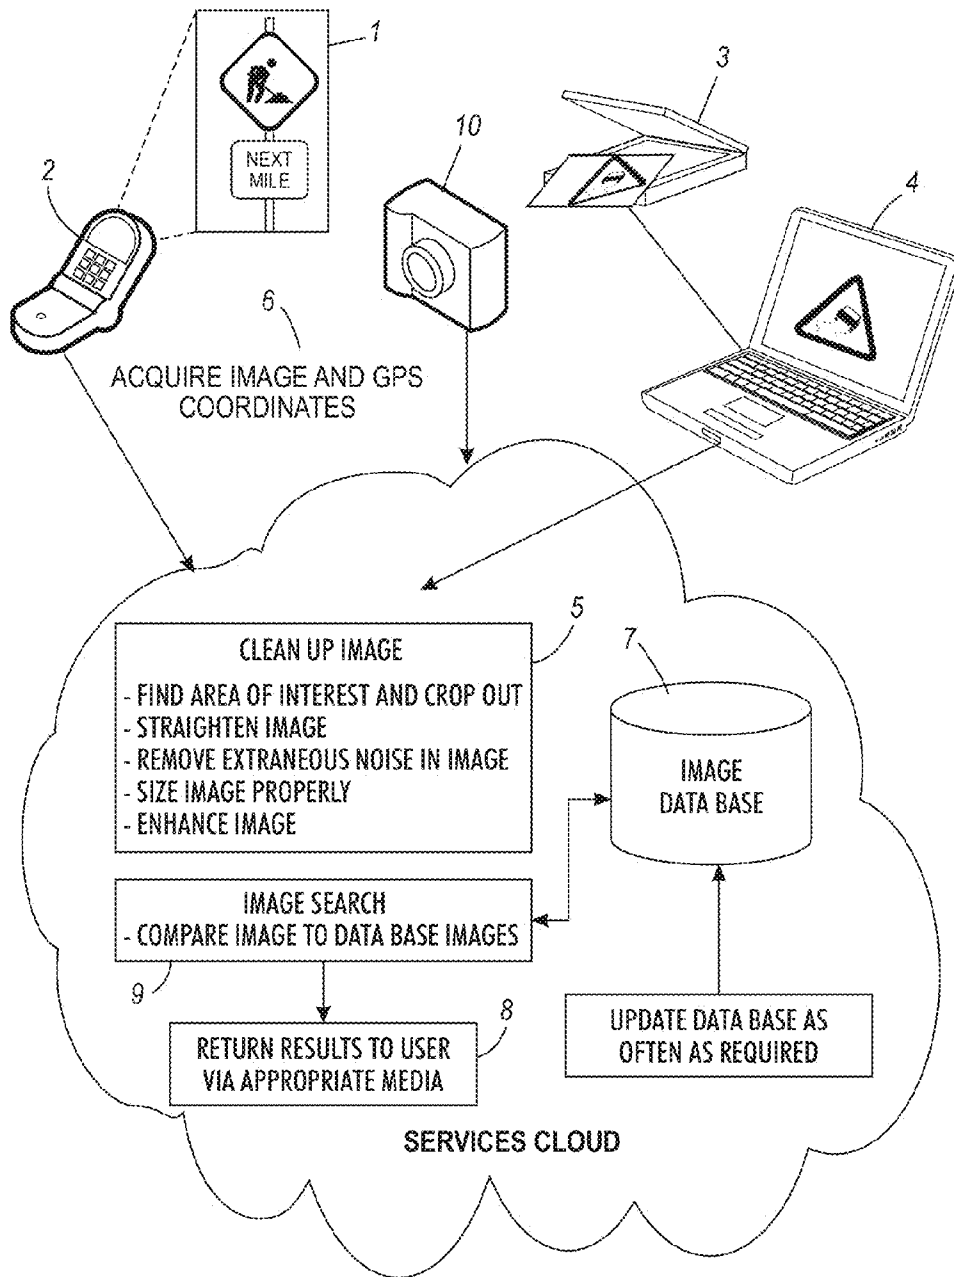 1
NEXT
MILE
2
10
3
4
6
ACQUIRE IMAGE AND GPS
COORDINATES
5
CLEAN UP IMAGE
- FIND AREA OF INTEREST AND CROP OUT
- STRAIGHTEN IMAGE
- REMOVE EXTRANEOUS NOISE IN IMAGE
- SIZE IMAGE PROPERLY
- ENHANCE IMAGE
7
IMAGE
DATA BASE
IMAGE SEARCH
- COMPARE IMAGE TO DATA BASE IMAGES
9
8
RETURN RESULTS TO USER
VIA APPROPRIATE MEDIA
UPDATE DATA BASE AS
OFTEN AS REQUIRED
SERVICES CLOUD